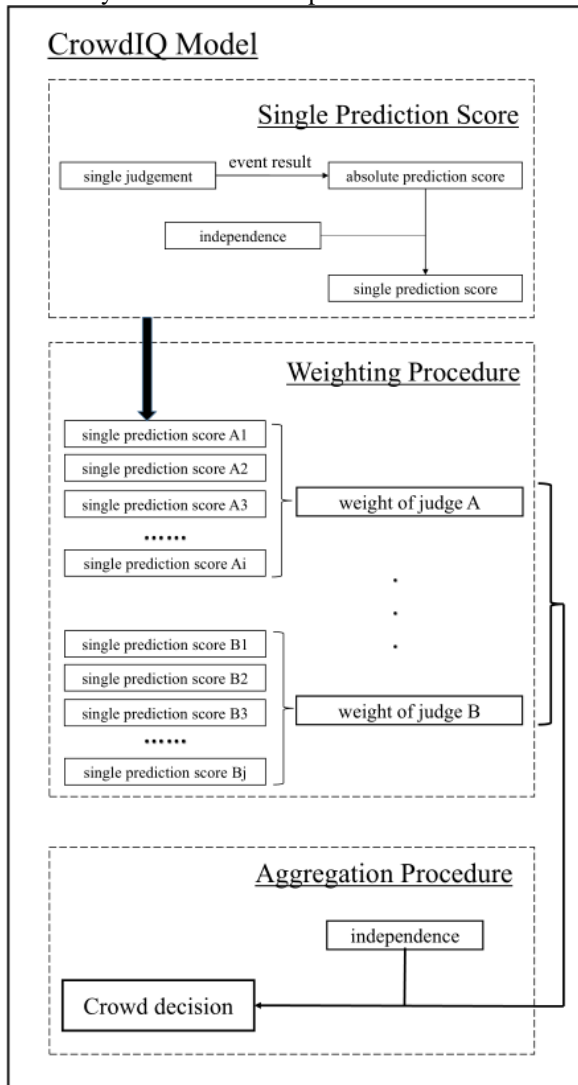 CrowdIQ Model
Single Prediction Score
single judgement
event result
absolute prediction score
independence
single prediction score
Weighting Procedure
single prediction score A1
single prediction score A2
single prediction score A3
......
single prediction score Ai
weight of judge A
.
.
.
single prediction score B1
single prediction score B2
single prediction score B3
......
single prediction score Bj
weight of judge B
Aggregation Procedure
independence
Crowd decision